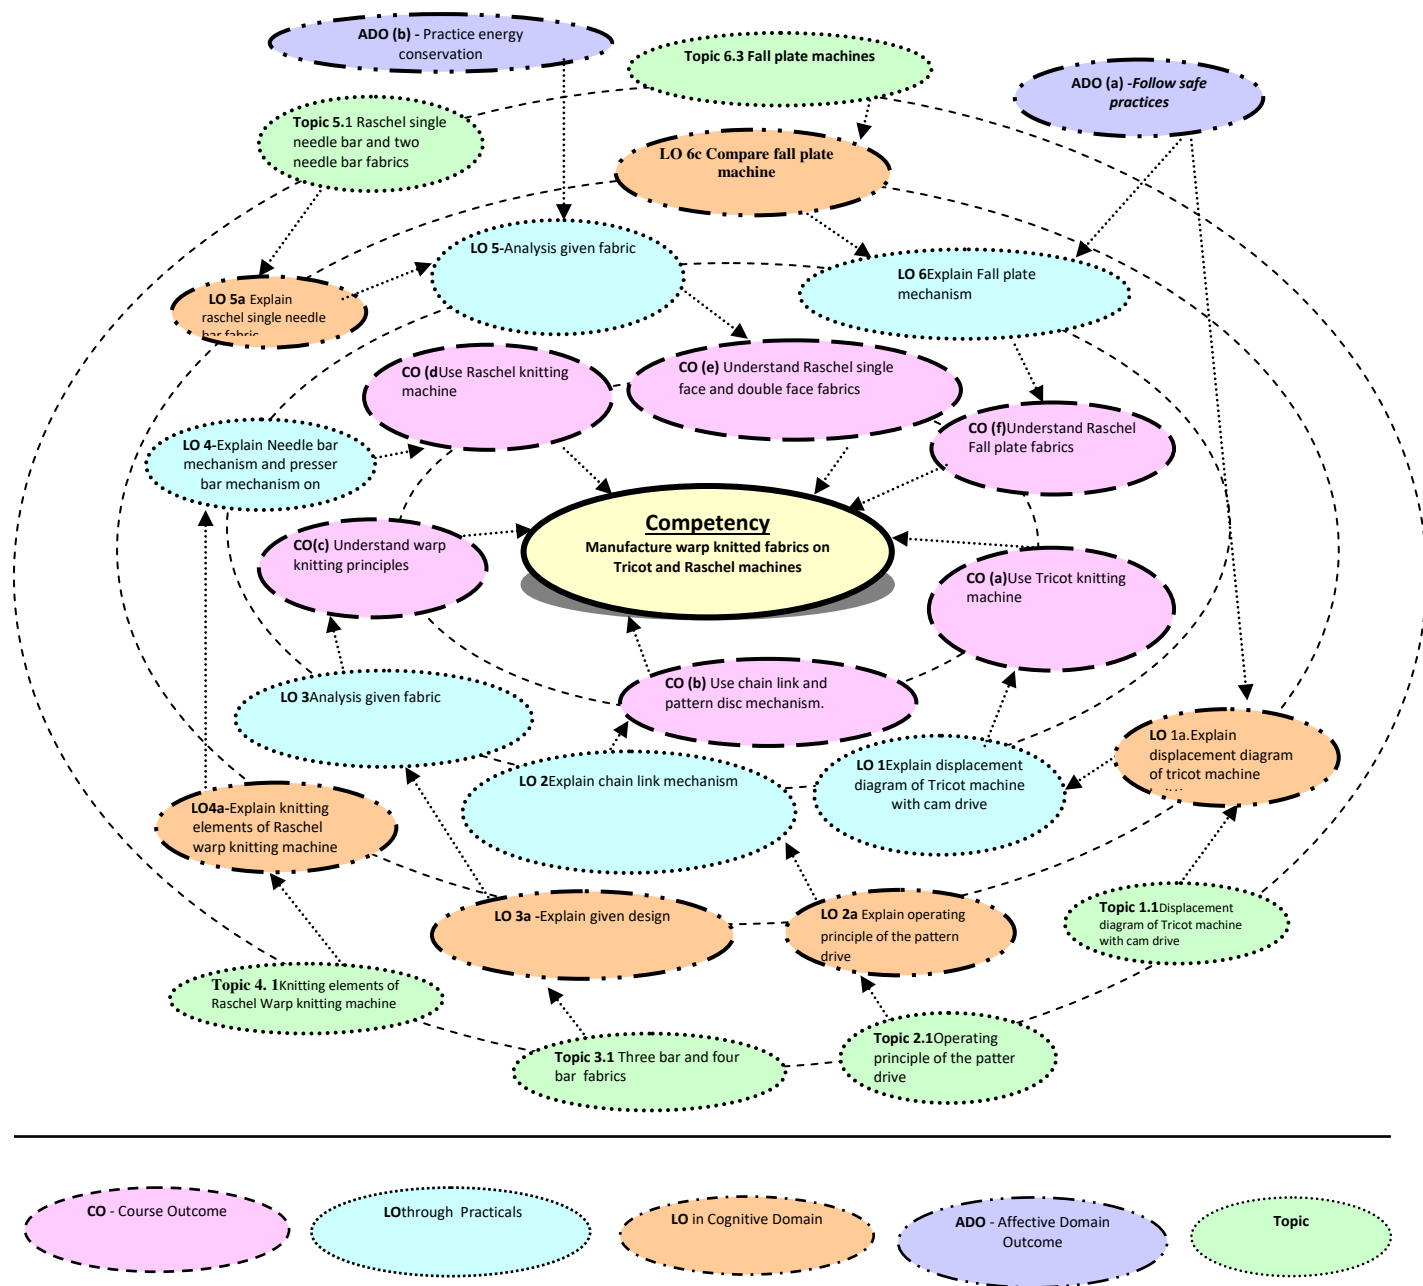 ADO (b) - Practice energy
conservation
Topic 6.3 Fall plate machines
ADO (a) -Follow safe
practices
Topic 5.1 Raschel single
needle bar and two
needle bar fabrics
LO 6c Compare fall plate
machine
LO 5-Analysis given fabric
LO 6Explain Fall plate
mechanism
LO 5a Explain
raschel single needle
bar fabric
CO (dUse Raschel knitting
machine
CO (e) Understand Raschel single
face and double face fabrics
CO (f)Understand Raschel
Fall plate fabrics
LO 4-Explain Needle bar
mechanism and presser
bar mechanism on
Competency
Manufacture warp knitted fabrics on
Tricot and Raschel machines
CO(c) Understand warp
knitting principles
CO (a)Use Tricot knitting
machine
LO 3Analysis given fabric
CO (b) Use chain link and
pattern disc mechanism.
LO 1a.Explain
displacement diagram
of tricot machine
LO 2Explain chain link mechanism
LO 1Explain displacement
diagram of Tricot machine
with cam drive
LO4a-Explain knitting
elements of Raschel
warp knitting machine
LO 3a -Explain given design
LO 2a Explain operating
principle of the pattern
drive
Topic 1.1Displacement
diagram of Tricot machine
with cam drive
Topic 4. 1Knitting elements of
Raschel Warp knitting machine
Topic 3.1 Three bar and four
bar fabrics
Topic 2.1Operating
principle of the patter
drive
CO - Course Outcome
LOthrough Practicals
LO in Cognitive Domain
ADO - Affective Domain
Outcome
Topic